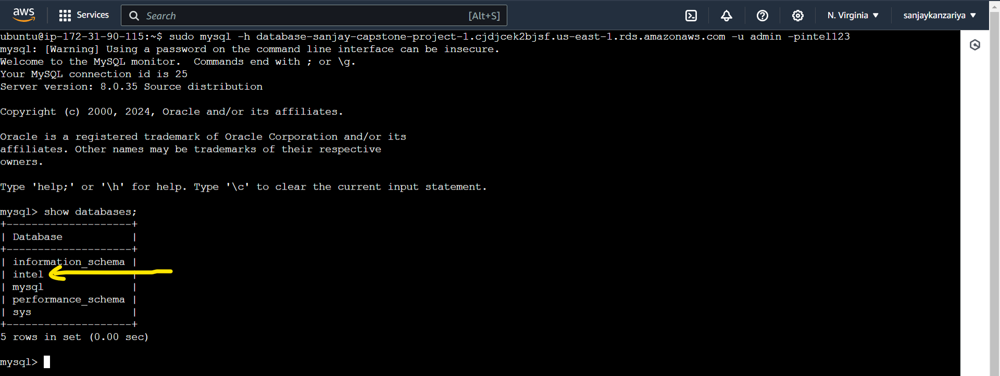 aws Services Search [Alt+S] N. Virginia ▼ sanjaykanzariya ▼
ubuntu@ip-172-31-90-115:~$ sudo mysql -h database-sanjay-capstone-project-1.cjdjcek2bjsf.us-east-1.rds.amazonaws.com -u admin -pintel123
mysql: [Warning] Using a password on the command line interface can be insecure.
Welcome to the MySQL monitor.  Commands end with ; or \g.
Your MySQL connection id is 25
Server version: 8.0.35 Source distribution

Copyright (c) 2000, 2024, Oracle and/or its affiliates.

Oracle is a registered trademark of Oracle Corporation and/or its
affiliates. Other names may be trademarks of their respective
owners.

Type 'help;' or '\h' for help. Type '\c' to clear the current input statement.

mysql> show databases;
+--------------------+
| Database           |
+--------------------+
| information_schema |
| intel              |
| mysql              |
| performance_schema |
| sys                |
+--------------------+
5 rows in set (0.00 sec)

mysql>